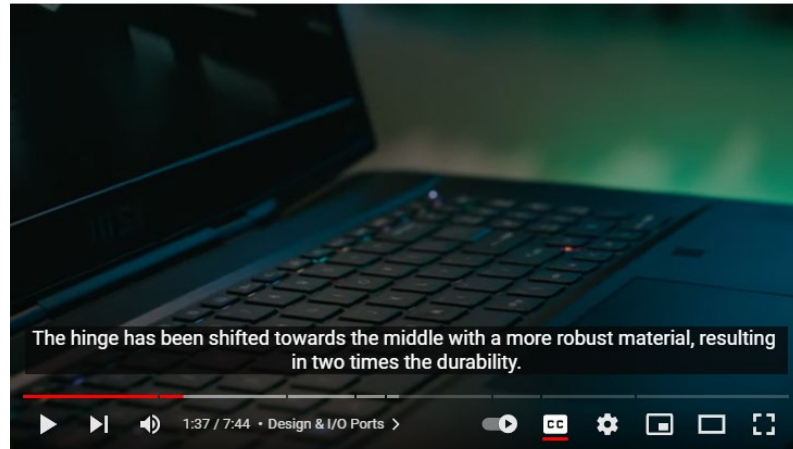 The hinge has been shifted towards the middle with a more robust material, resulting
in two times the durability.
1:37 / 7:44 • Design & I/O Ports >
CC